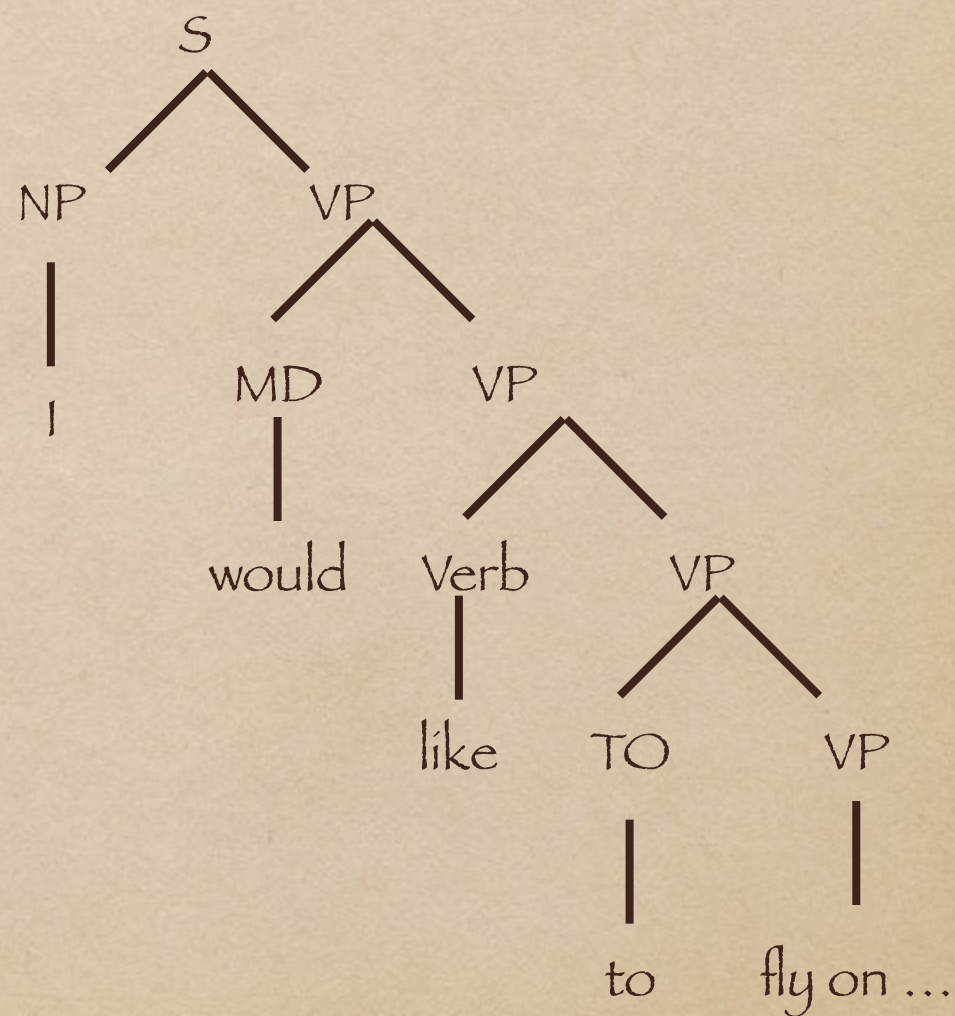 S
NP VP
MD VP
I
would Verb VP
like TO VP
to fly on ...